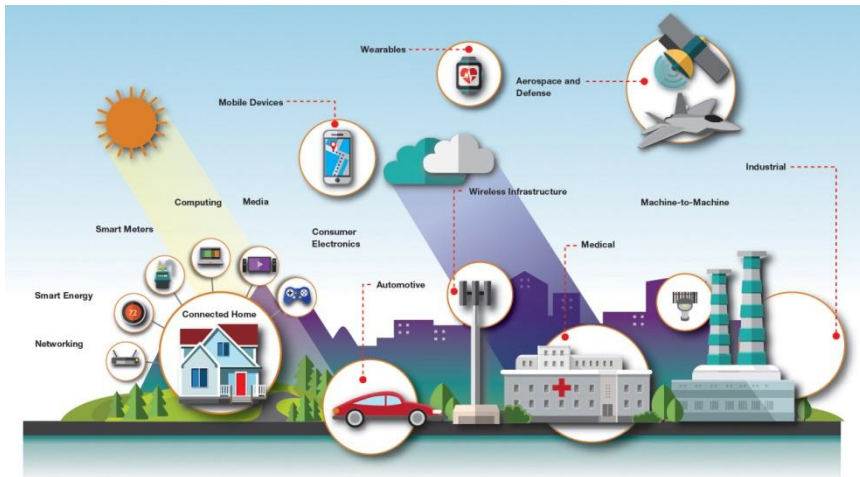 Wearables
Aerospace and
Defense
Mobile Devices
Industrial
Wireless Infrastructure
Computing
Media
Machine-to-Machine
Smart Meters
Consumer
Electronics
Medical
Automotive
Smart Energy
72
Connected Home
Networking